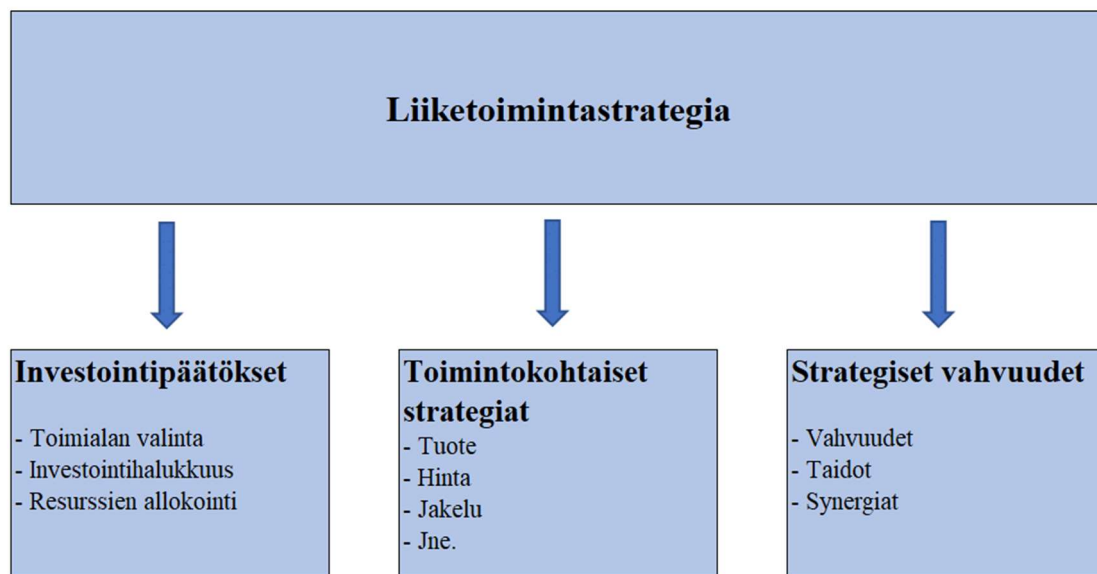 Liiketoimintastrategia
Investointipäätökset
- Toimialan valinta
- Investointihalukkuus
- Resurssien allokointi
Toimintokohtaiset
strategiat
- Tuote
- Hinta
- Jakelu
- Jne.
Strategiset vahvuudet
- Vahvuudet
- Taidot
- Synergiat